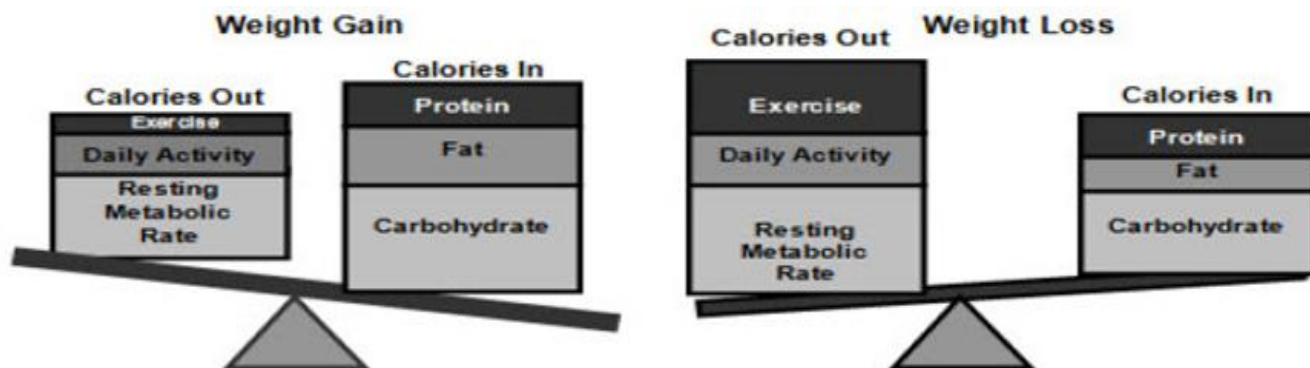 Weight Gain
Calories Out
Exercise
Daily Activity
Resting
Metabolic
Rate
Calories In
Protein
Fat
Carbohydrate
Weight Loss
Calories Out
Exercise
Daily Activity
Resting
Metabolic
Rate
Calories In
Protein
Fat
Carbohydrate